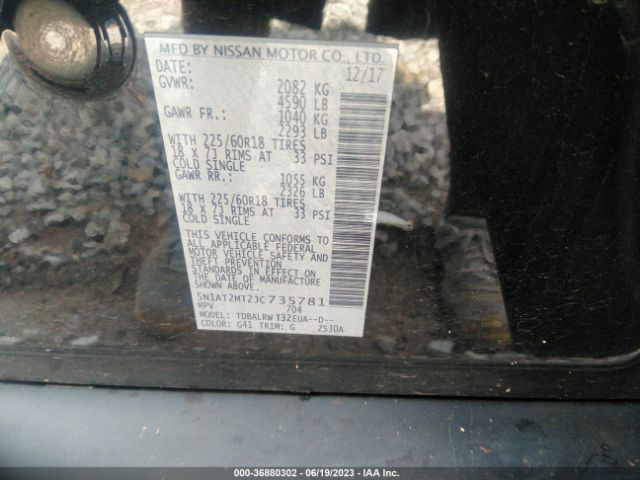 MFD BY NISSAN MOTOR CO., LTD.
DATE: 12/17
GVWR: 2082 KG
4590 LB
GAWR FR.: 1040 KG
2293 LB
WITH 225/60R18 TIRES
18 X 7J RIMS AT 33 PSI
COLD SINGLE
GAWR RR.: 1055 KG
2326 LB
WITH 225/60R18 TIRES
18 X 7J RIMS AT 33 PSI
COLD SINGLE
THIS VEHICLE CONFORMS TO
ALL APPLICABLE FEDERAL
MOTOR VEHICLE SAFETY AND
THEFT PREVENTION
STANDARDS IN EFFECT ON
THE DATE OF MANUFACTURE
SHOWN ABOVE.
5N1AT2MT2JC735781
MPV 704
MODEL: TDBALRW T32EUA--D--
COLOR: G41 TRIM: G ZS30A
000-36880302 - 06/19/2023 - IAAI.com